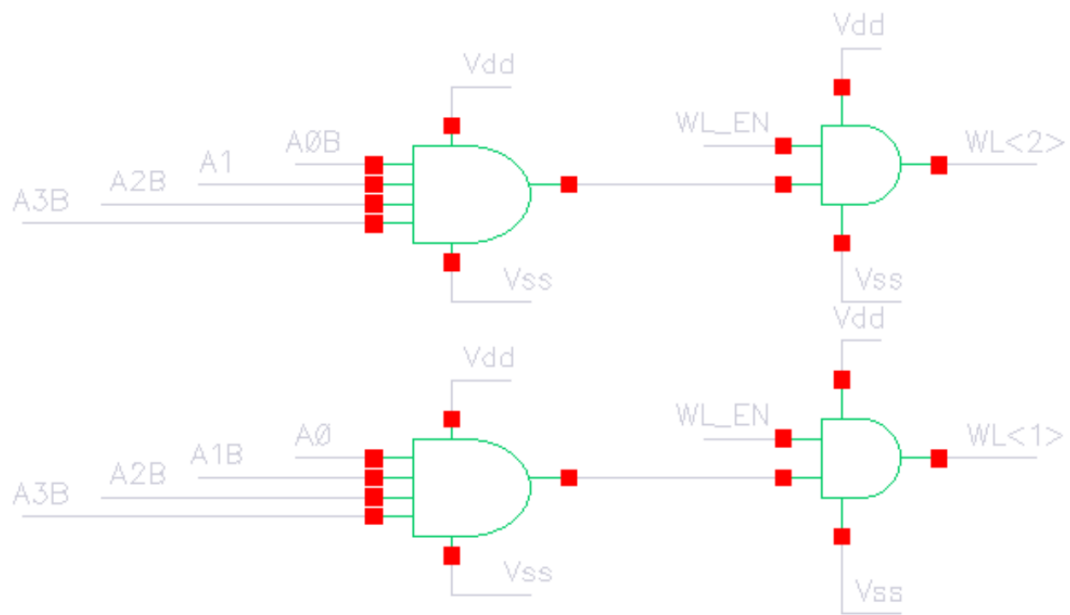 Vdd
Vdd
WL_EN
A0B
WL<2>
A1
A2B
A3B
Vss
Vss
Vdd
Vdd
WL_EN
A0
WL<1>
A1B
A2B
A3B
Vss
Vss